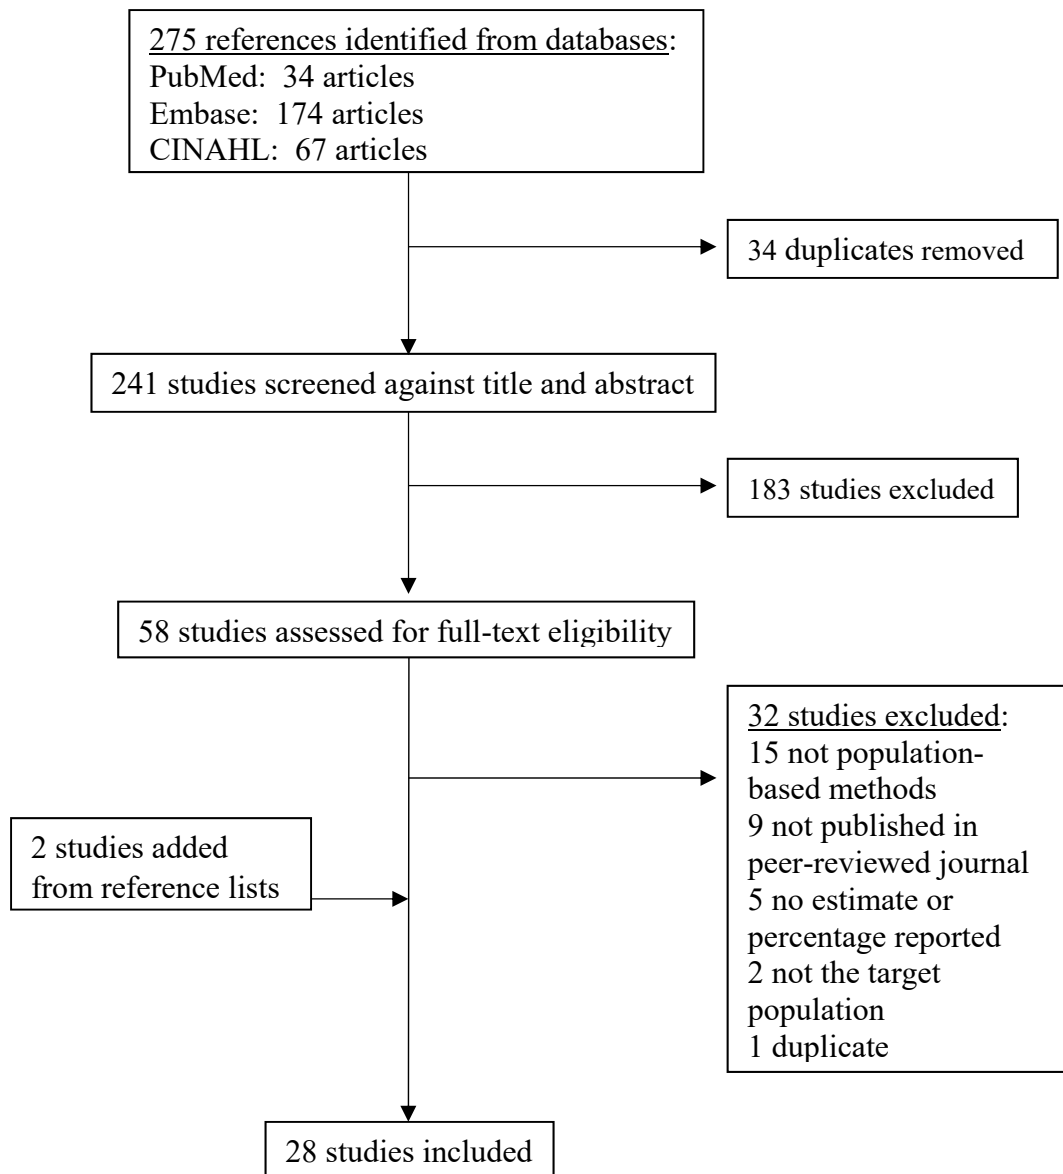 275 references identified from databases:
PubMed: 34 articles
Embase: 174 articles
CINAHL: 67 articles
34 duplicates removed
241 studies screened against title and abstract
183 studies excluded
58 studies assessed for full-text eligibility
32 studies excluded:
15 not population-
based methods
9 not published in
peer-reviewed journal
5 no estimate or
percentage reported
2 not the target
population
1 duplicate
2 studies added
from reference lists
28 studies included